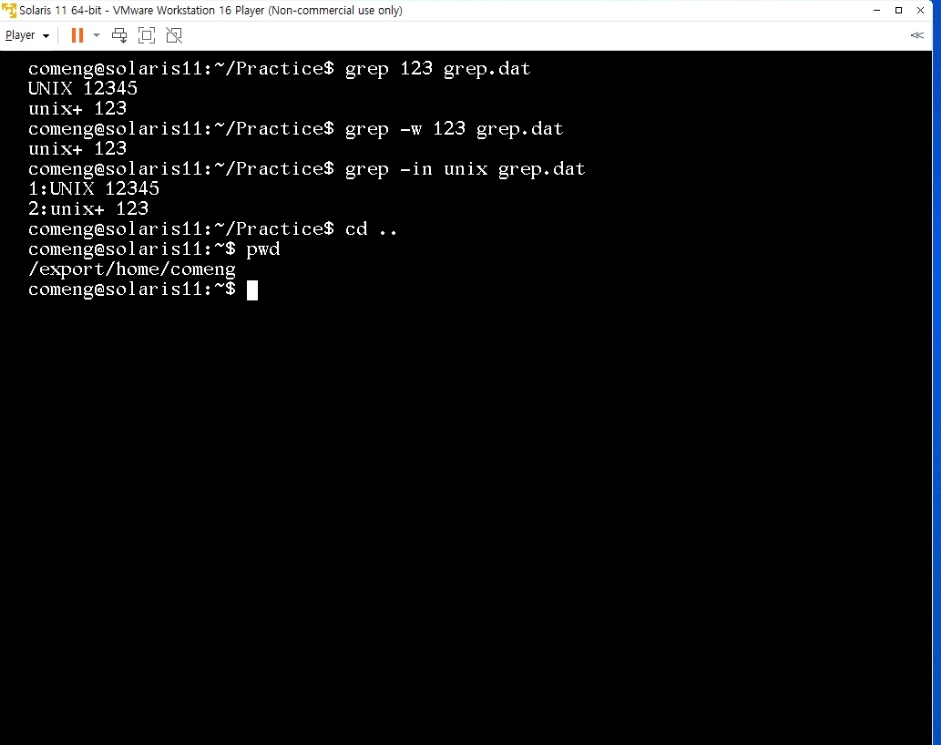 Solaris 11 64-bit - VMware Workstation 16 Player (Non-commercial use only)
Player
comeng@solaris11:~/Practice$ grep 123 grep.dat
UNIX 12345
unix+ 123
comeng@solaris11:~/Practice$ grep -w 123 grep.dat
unix+ 123
comeng@solaris11:~/Practice$ grep -in unix grep.dat
1:UNIX 12345
2:unix+ 123
comeng@solaris11:~/Practice$ cd ..
comeng@solaris11:~$ pwd
/export/home/comeng
comeng@solaris11:~$